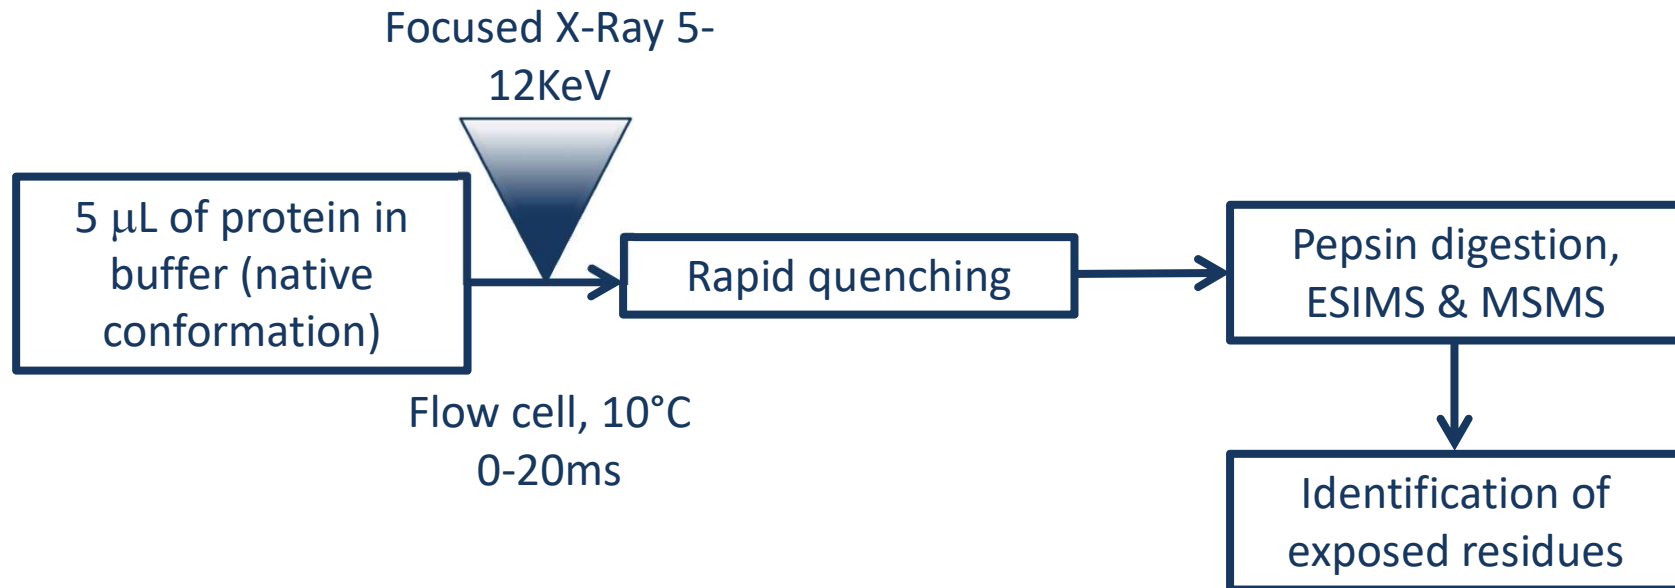 Focused X-Ray 5-
12KeV
5 μL of protein in
buffer (native
conformation)
Flow cell, 10°C
0-20ms
Rapid quenching
Pepsin digestion,
ESIMS & MSMS
Identification of
exposed residues